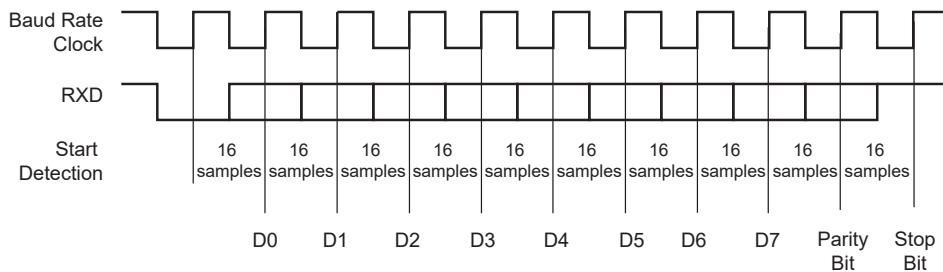 Baud Rate
Clock
RXD
Start
Detection
16 16 16 16 16 16 16 16 16 16
samples samples samples samples samples samples samples samples samples samples
D0 D1 D2 D3 D4 D5 D6 D7 Parity Stop
Bit Bit